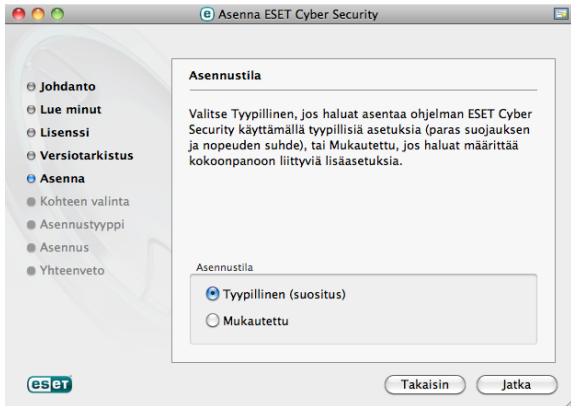 Asenna ESET Cyber Security
Johdanto
Lue minut
Lisenssi
Versiotarkistus
Asenna
Kohteen valinta
Asennustyyppi
Asennus
Yhteenveto
Asennustila
Valitse Tyypillinen, jos haluat asentaa ohjelman ESET Cyber
Security käyttämällä tyypillisiä asetuksia (paras suojauksen
ja nopeuden suhde), tai Mukautettu, jos haluat määrittää
kokoonpanoon liittyviä lisäasetuksia.
Asennustila
Tyypillinen (suositus)
Mukautettu
eset
Takaisin
Jatka